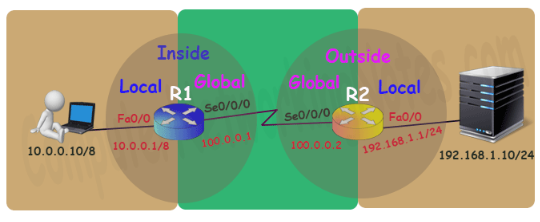 Inside
Outside
Local
R1
Global
Global
R2
Local
Fa0/0
Se0/0/0
Se0/0/0
Fa0/0
10.0.0.10/8
10.0.0.1/8
100.0.0.1
100.0.0.2
192.168.1.1/24
192.168.1.10/24